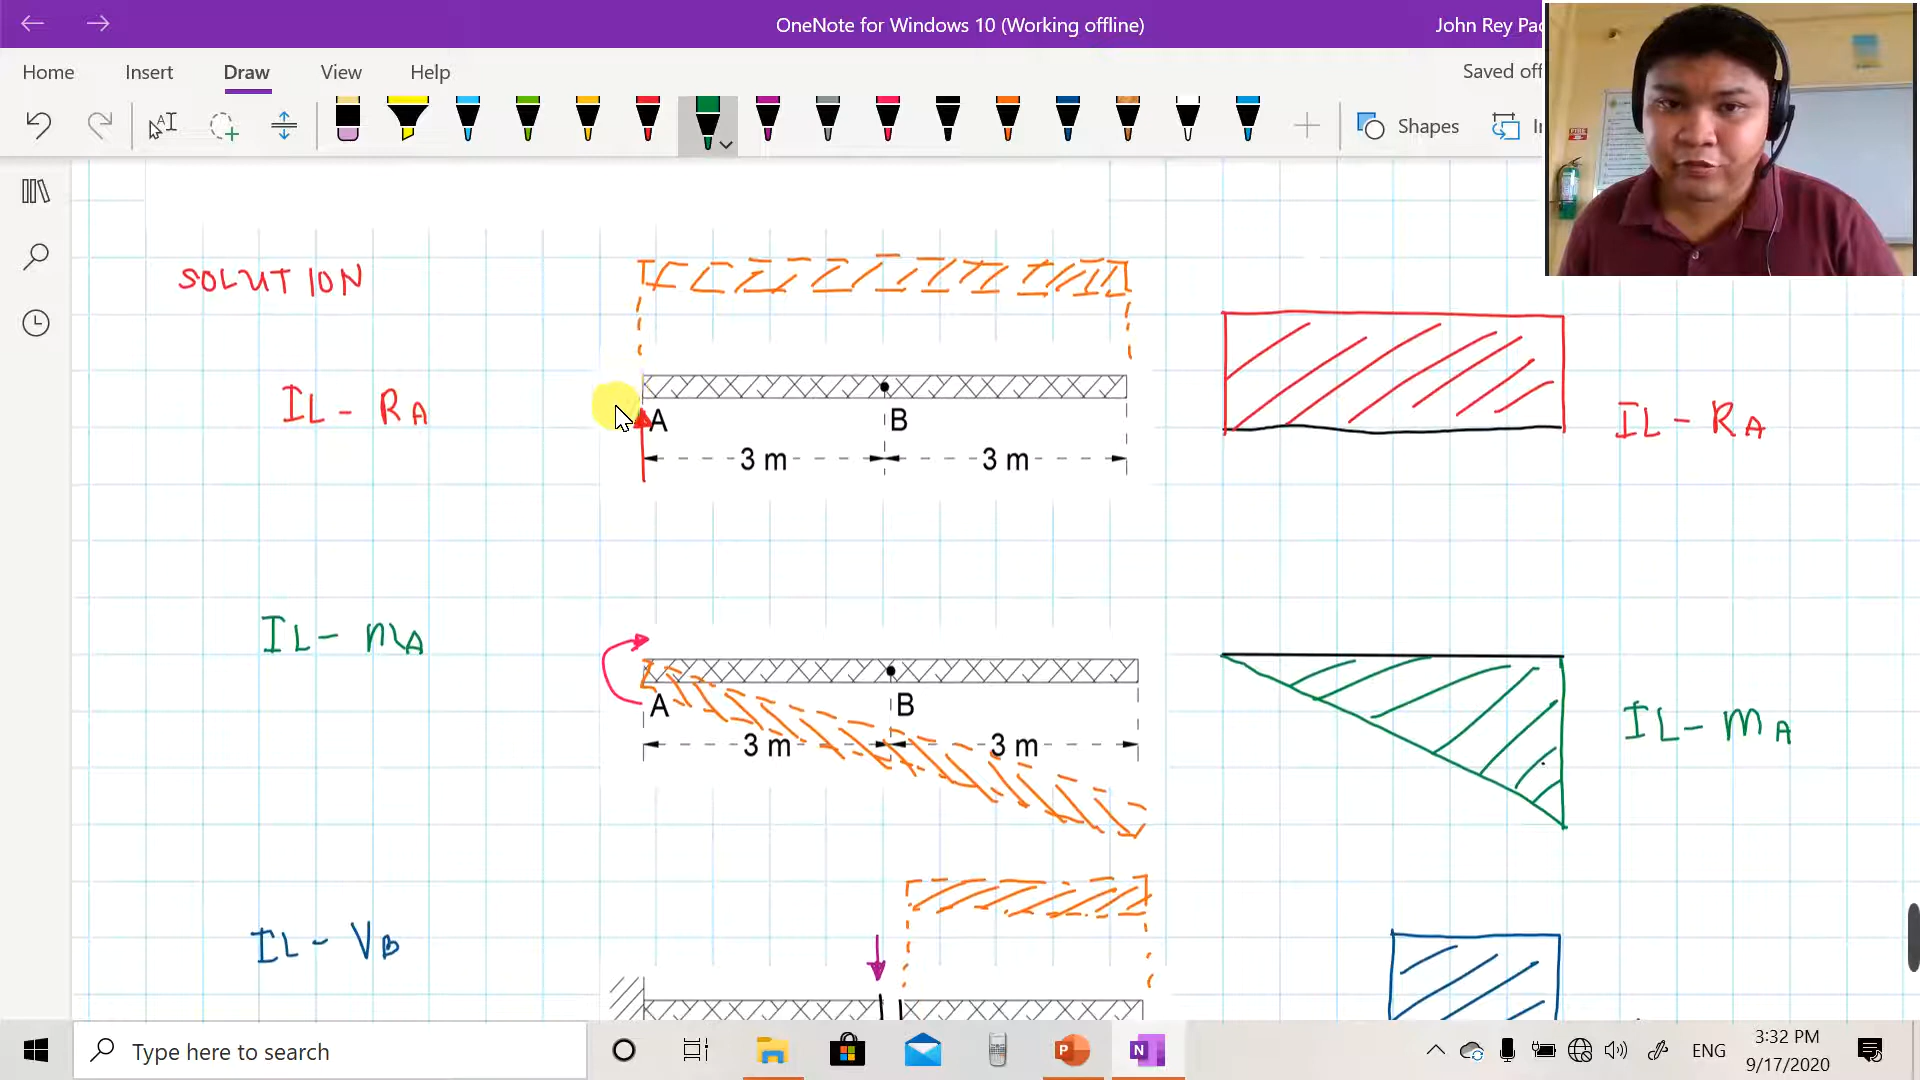 OneNote for Windows 10 (Working offline)
John Rey
Home Insert Draw View Help
Saved
Shapes
SOLUTION
IL - RA
A B
3 m 3 m
IL - RA
IL - MA
A B
3 m 3 m
IL - MA
IL - VB
Type here to search
ENG
3:32 PM
9/17/2020